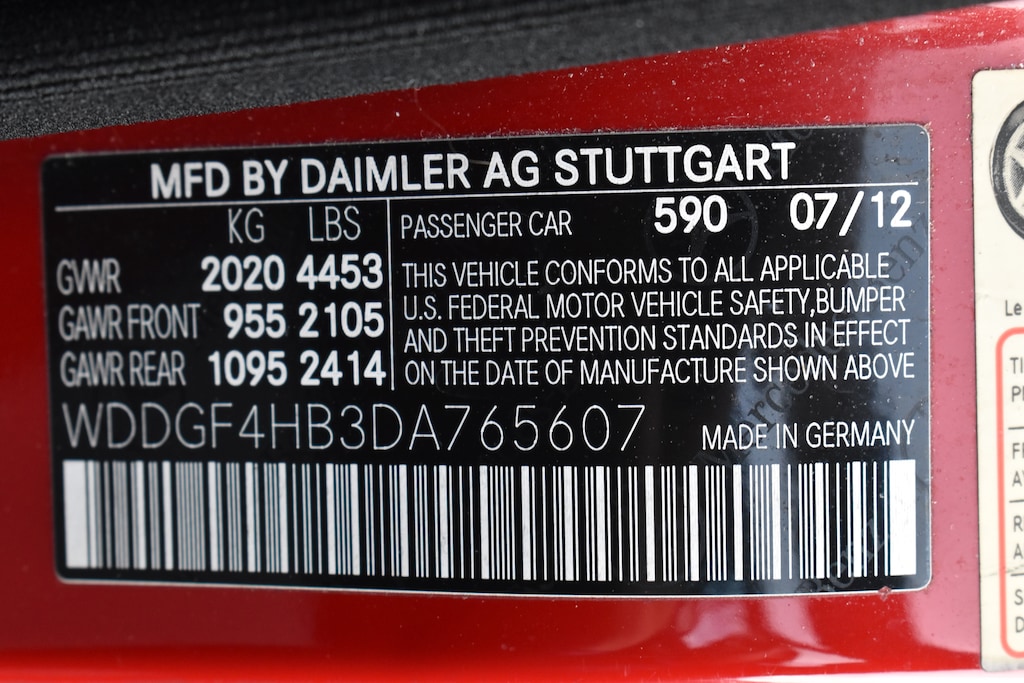 MFD BY DAIMLER AG STUTTGART
KG LBS
GVWR 2020 4453
GAWR FRONT 955 2105
GAWR REAR 1095 2414
PASSENGER CAR 590 07/12
THIS VEHICLE CONFORMS TO ALL APPLICABLE
U.S. FEDERAL MOTOR VEHICLE SAFETY,BUMPER
AND THEFT PREVENTION STANDARDS IN EFFECT
ON THE DATE OF MANUFACTURE SHOWN ABOVE
WDDGF4HB3DA765607
MADE IN GERMANY